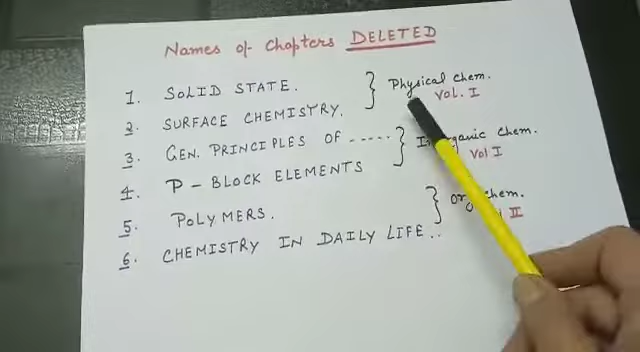 Names of Chapters DELETED
1. SOLID STATE. } Physical Chem.
VOL. I
2. SURFACE CHEMISTRY.
3. GEN. PRINCIPLES OF ..... } Chem.
Vol I
4. P - BLOCK ELEMENTS
5. POLYMERS. } Chem.
II
6. CHEMISTRY IN DAILY LIFE ..